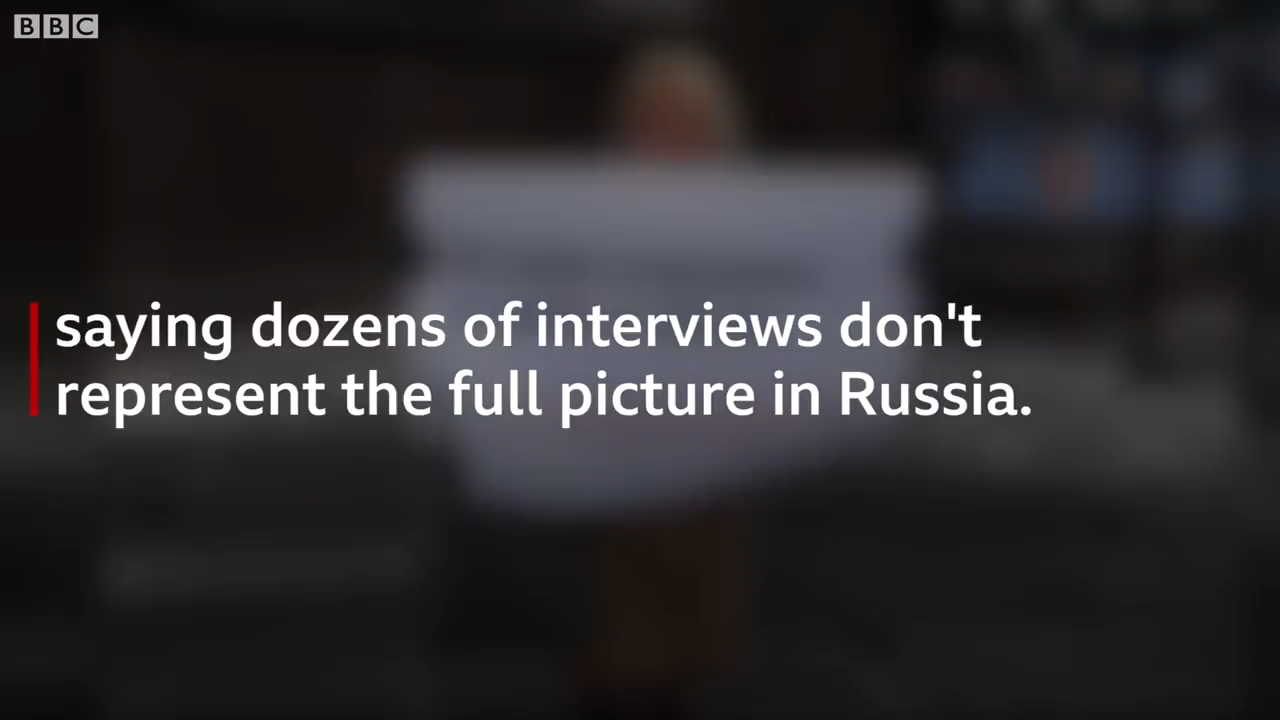 BBC
saying dozens of interviews don't
represent the full picture in Russia.